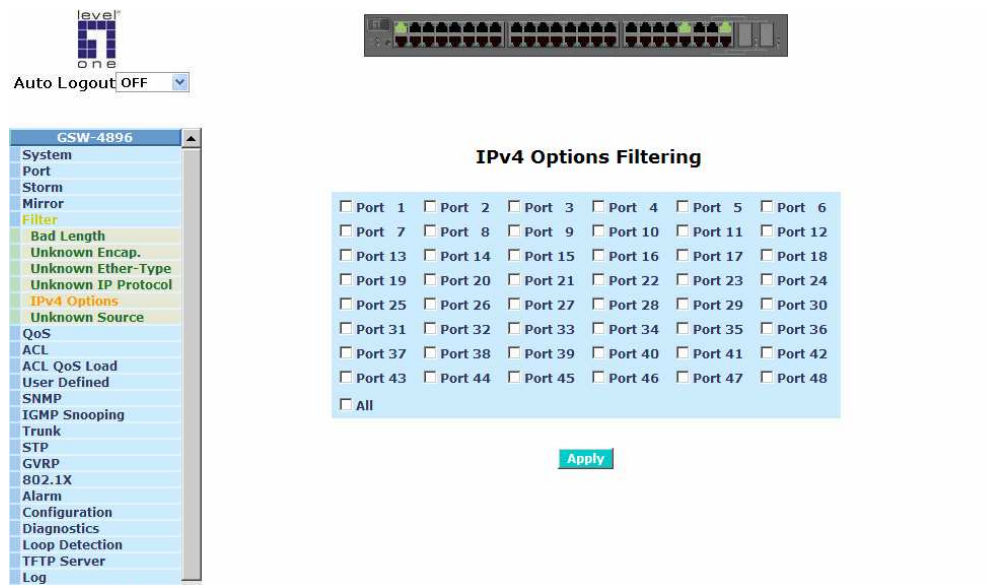 level
one
Auto Logout OFF
GSW-4896
System
Port
Storm
Mirror
Filter
Bad Length
Unknown Encap.
Unknown Ether-Type
Unknown IP Protocol
IPv4 Options
Unknown Source
QoS
ACL
ACL QoS Load
User Defined
SNMP
IGMP Snooping
Trunk
STP
GVRP
802.1X
Alarm
Configuration
Diagnostics
Loop Detection
TFTP Server
Log
IPv4 Options Filtering
Port 1 Port 2 Port 3 Port 4 Port 5 Port 6
Port 7 Port 8 Port 9 Port 10 Port 11 Port 12
Port 13 Port 14 Port 15 Port 16 Port 17 Port 18
Port 19 Port 20 Port 21 Port 22 Port 23 Port 24
Port 25 Port 26 Port 27 Port 28 Port 29 Port 30
Port 31 Port 32 Port 33 Port 34 Port 35 Port 36
Port 37 Port 38 Port 39 Port 40 Port 41 Port 42
Port 43 Port 44 Port 45 Port 46 Port 47 Port 48
All
Apply